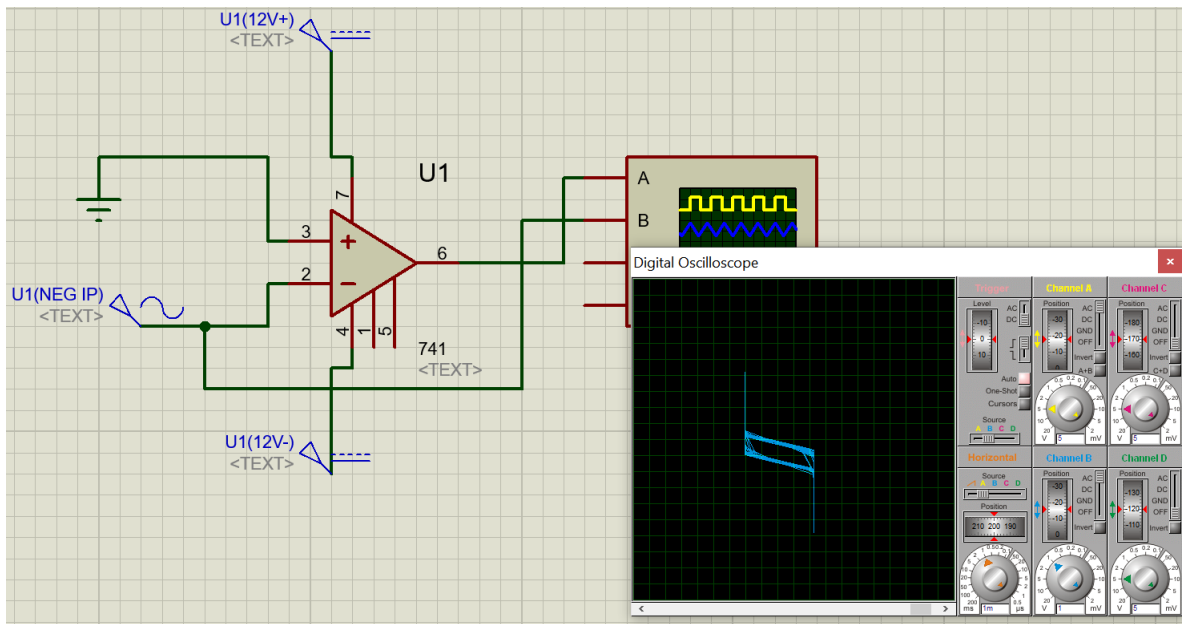 U1(12V+)
<TEXT>
U1
7
3
2
6
4
1
5
741
<TEXT>
U1(NEG IP)
<TEXT>
U1(12V-)
<TEXT>
A
B
Digital Oscilloscope
Trigger
Level
AC
DC
Auto
One-Shot
Cursors
Source
A B C D
Channel A
Position
AC
DC
GND
OFF
Invert
A+B
V 5 mV
Channel C
Position
AC
DC
GND
OFF
Invert
C+D
V 5 mV
Horizontal
Source
A B C D
Position
210 200 190
ms 1m µs
Channel B
Position
AC
DC
GND
OFF
Invert
V 1 mV
Channel D
Position
AC
DC
GND
OFF
Invert
V 5 mV